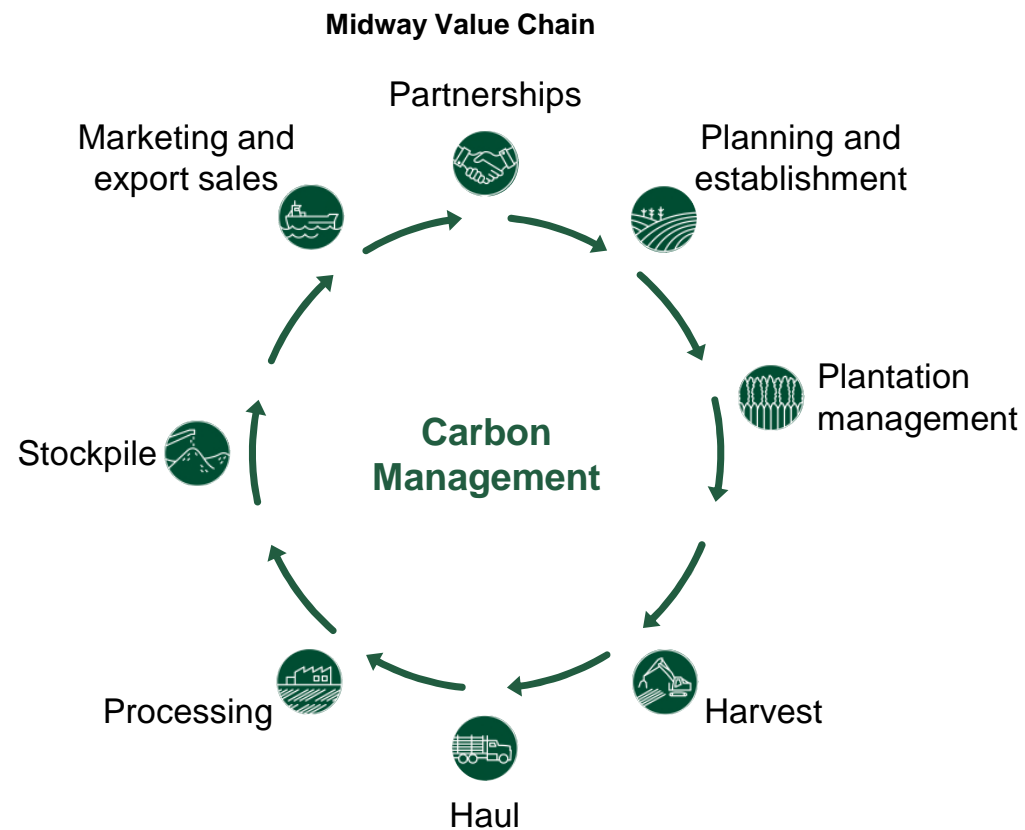 Midway Value Chain
Partnerships
Planning and
establishment
Plantation
management
Harvest
Haul
Processing
Stockpile
Marketing and
export sales
Carbon
Management